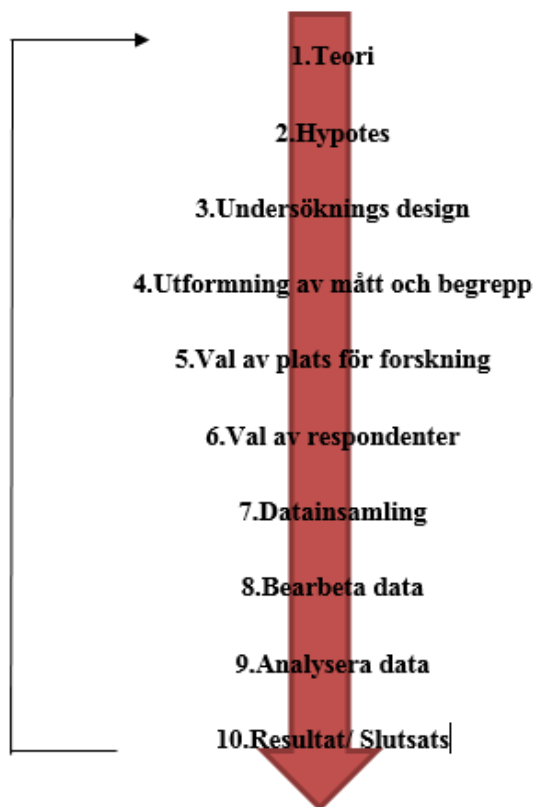 1.Teori
2.Hypotes
3.Undersöknings design
4.Utformning av mått och begrepp
5.Val av plats för forskning
6.Val av respondenter
7.Datainsamling
8.Bearbeta data
9.Analysera data
10.Resultat/ Slutsats